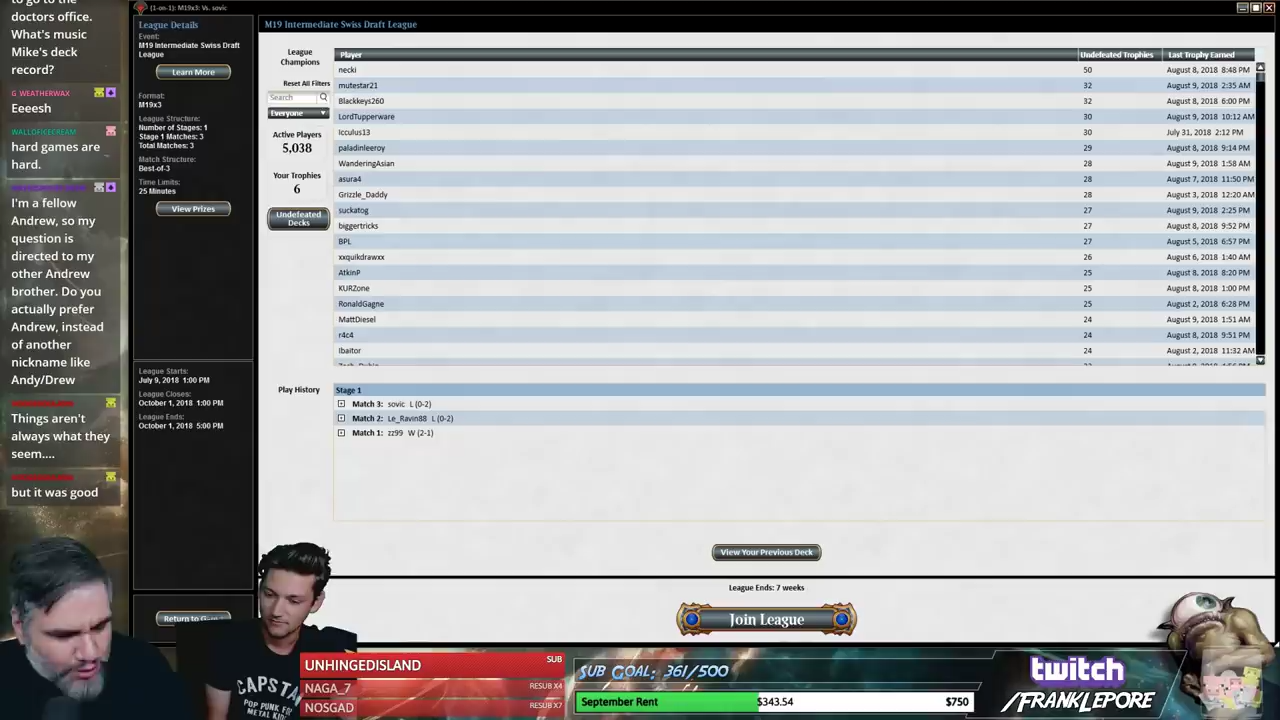 to go to the
doctors office.
What's music
Mike's deck
record?
G_WEATHERWAX
Eeeesh
WALLOFICECREAM
hard games are
hard.
I'm a fellow
Andrew, so my
question is
directed to my
other Andrew
brother. Do you
actually prefer
Andrew, instead
of another
nickname like
Andy/Drew
Things aren't
always what they
seem....
but it was good
(1-on-1): M19x3: Vs. sovic
League Details
Event:
M19 Intermediate Swiss Draft
League
Learn More
Format:
M19x3
League Structure:
Number of Stages: 1
Stage 1 Matches: 3
Total Matches: 3
Match Structure:
Best-of-3
Time Limits:
25 Minutes
View Prizes
League Starts:
July 9, 2018 1:00 PM
League Closes:
October 1, 2018 1:00 PM
League Ends:
October 1, 2018 5:00 PM
M19 Intermediate Swiss Draft League
League
Champions
Reset All Filters
Search
Everyone
Active Players
5,038
Your Trophies
6
Undefeated
Decks
Player Undefeated Trophies Last Trophy Earned
necki 50 August 8, 2018 8:48 PM
mutestar21 32 August 9, 2018 2:35 AM
Blackkeys260 32 August 8, 2018 6:00 PM
LordTupperware 30 August 9, 2018 10:12 AM
Icculus13 30 July 31, 2018 2:12 PM
paladinleeroy 29 August 8, 2018 9:14 PM
WanderingAsian 28 August 9, 2018 1:58 AM
asura4 28 August 7, 2018 11:50 PM
Grizzle_Daddy 28 August 3, 2018 12:20 AM
suckatog 27 August 9, 2018 2:25 PM
biggertricks 27 August 8, 2018 9:52 PM
BPL 27 August 5, 2018 6:57 PM
xxquikdrawxx 26 August 6, 2018 1:40 AM
AtkinP 25 August 8, 2018 8:20 PM
KURZone 25 August 8, 2018 1:00 PM
RonaldGagne 25 August 2, 2018 6:28 PM
MattDiesel 24 August 9, 2018 1:51 AM
r4c4 24 August 8, 2018 9:51 PM
lbaitor 24 August 2, 2018 11:32 AM
Play History
Stage 1
Match 3: sovic L (0-2)
Match 2: Le_Ravin88 L (0-2)
Match 1: zz99 W (2-1)
View Your Previous Deck
League Ends: 7 weeks
Join League
CAPSTA
POP PUNK FOR
METAL KID
UNHINGEDISLAND SUB
NAGA_7 RESUB X4
NOSGAD RESUB X7
SUB GOAL: 361/500
September Rent $343.54 $750
twitch
/FRANKLEPORE